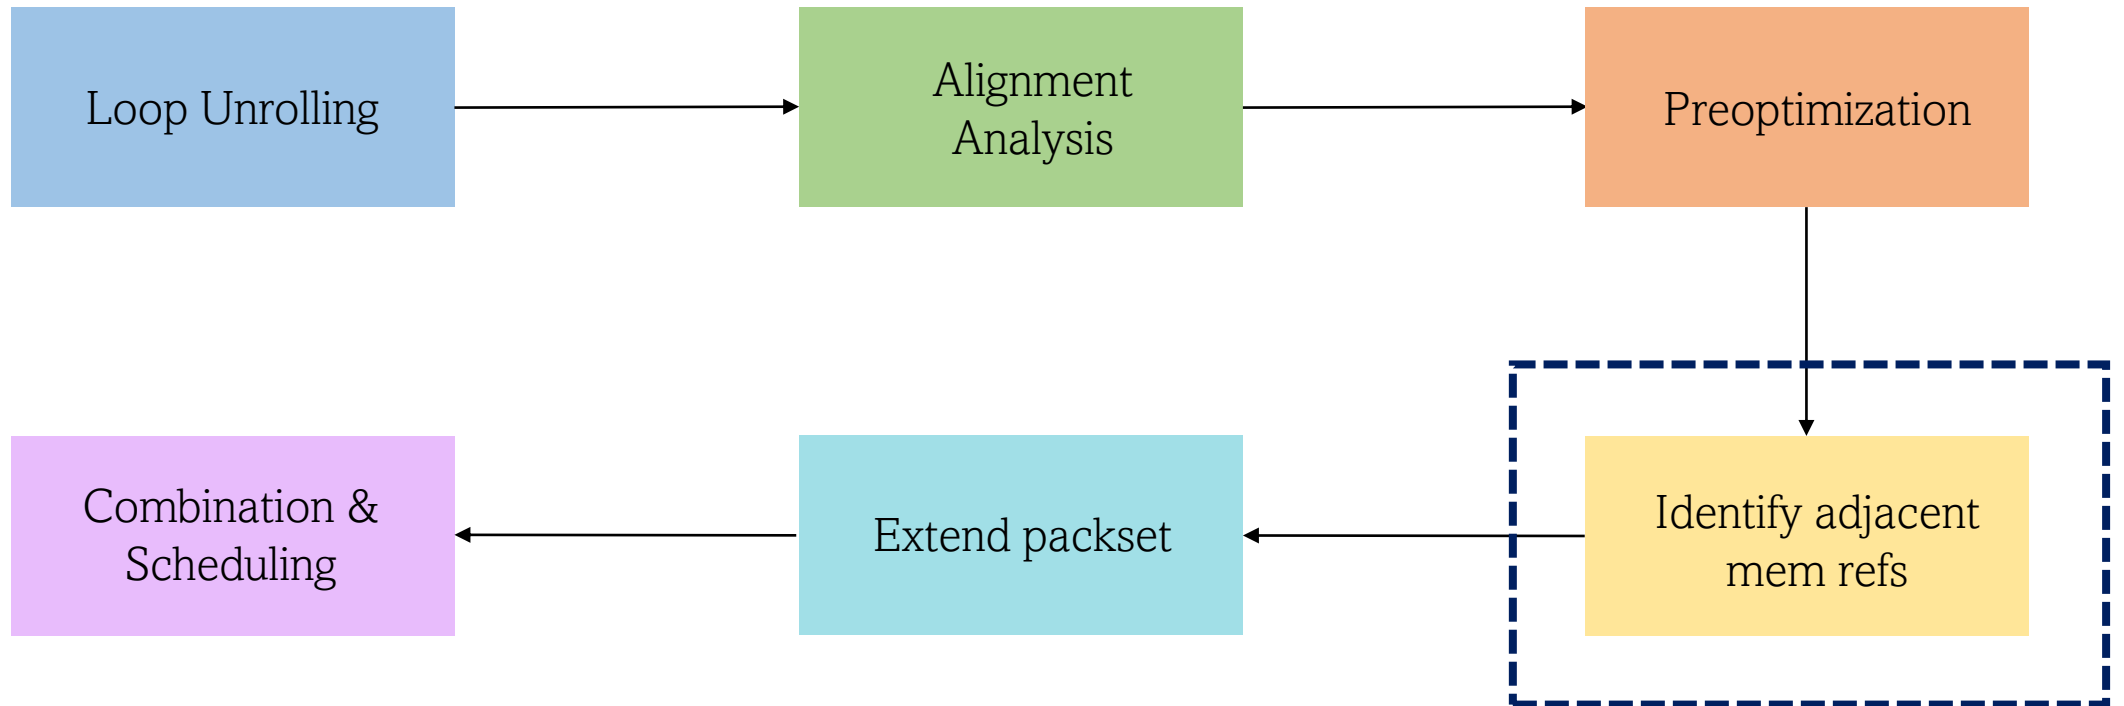 Loop Unrolling
Alignment
Analysis
Preoptimization
Combination &
Scheduling
Extend packset
Identify adjacent
mem refs